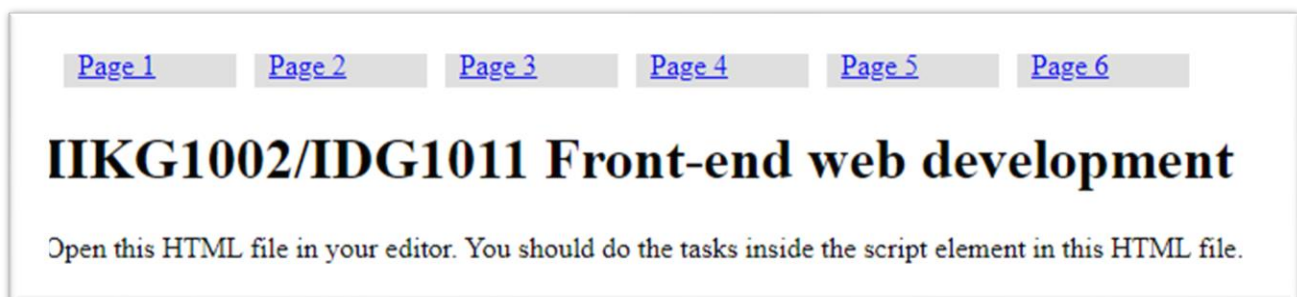 Page 1 Page 2 Page 3 Page 4 Page 5 Page 6
IIKG1002/IDG1011 Front-end web development
Open this HTML file in your editor. You should do the tasks inside the script element in this HTML file.